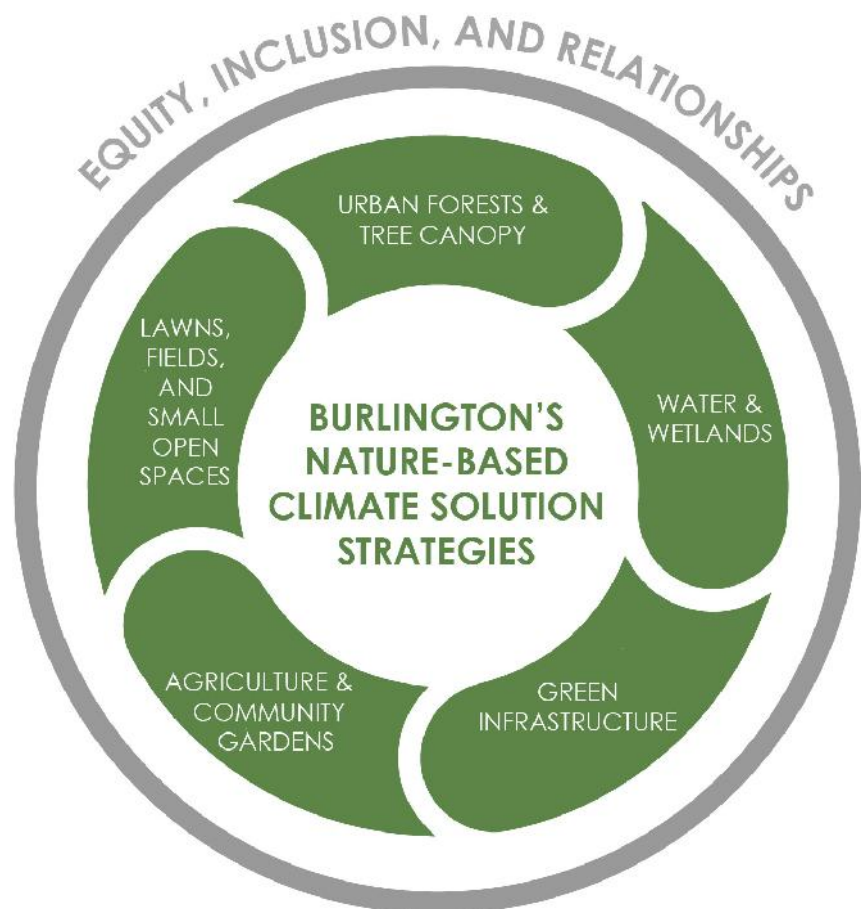 EQUITY, INCLUSION, AND RELATIONSHIPS
URBAN FORESTS &
TREE CANOPY
WATER &
WETLANDS
GREEN
INFRASTRUCTURE
AGRICULTURE &
COMMUNITY
GARDENS
LAWNS,
FIELDS,
AND
SMALL
OPEN
SPACES
BURLINGTON'S
NATURE-BASED
CLIMATE SOLUTION
STRATEGIES